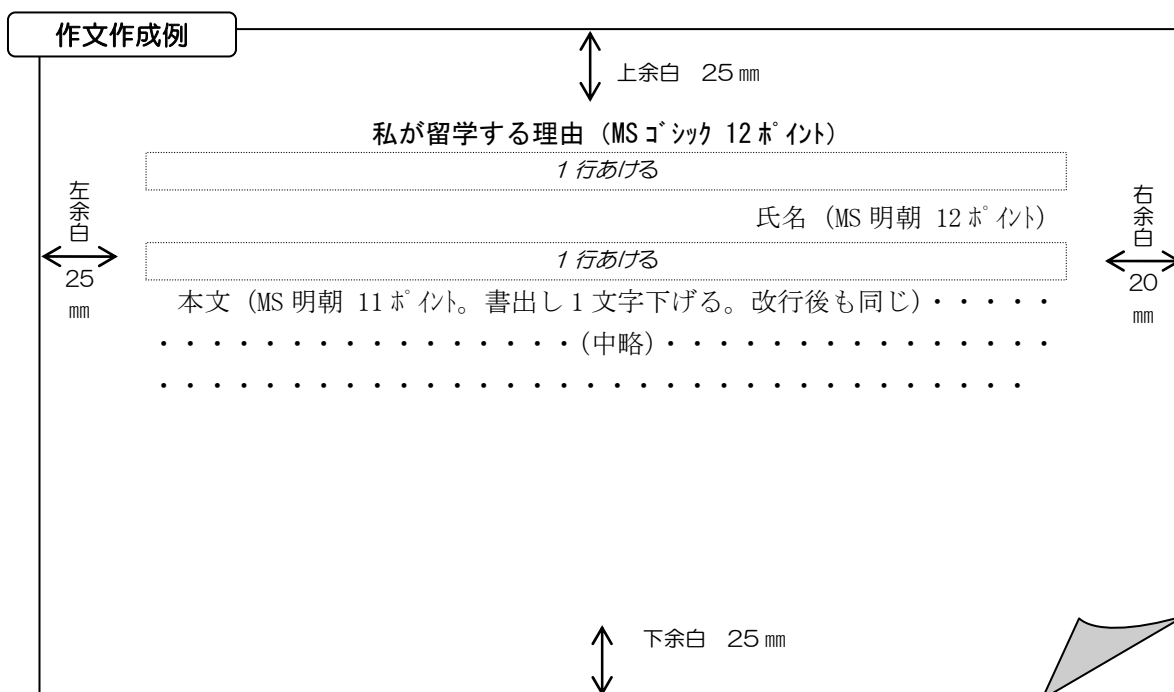 作文作成例
上余白 25㎜
私が留学する理由（MSｺﾞｼｯｸ 12ﾎﾟｲﾝﾄ）
1行あける
氏名（MS明朝 12ﾎﾟｲﾝﾄ）
1行あける
左余白
25
㎜
右余白
20
㎜
本文（MS明朝 11ﾎﾟｲﾝﾄ。書出し1文字下げる。改行後も同じ）・・・・・
・・・・・・・・・・・・・・・・（中略）・・・・・・・・・・・・・・・
・・・・・・・・・・・・・・・・・・・・・・・・・・・・・・・・・
下余白 25㎜